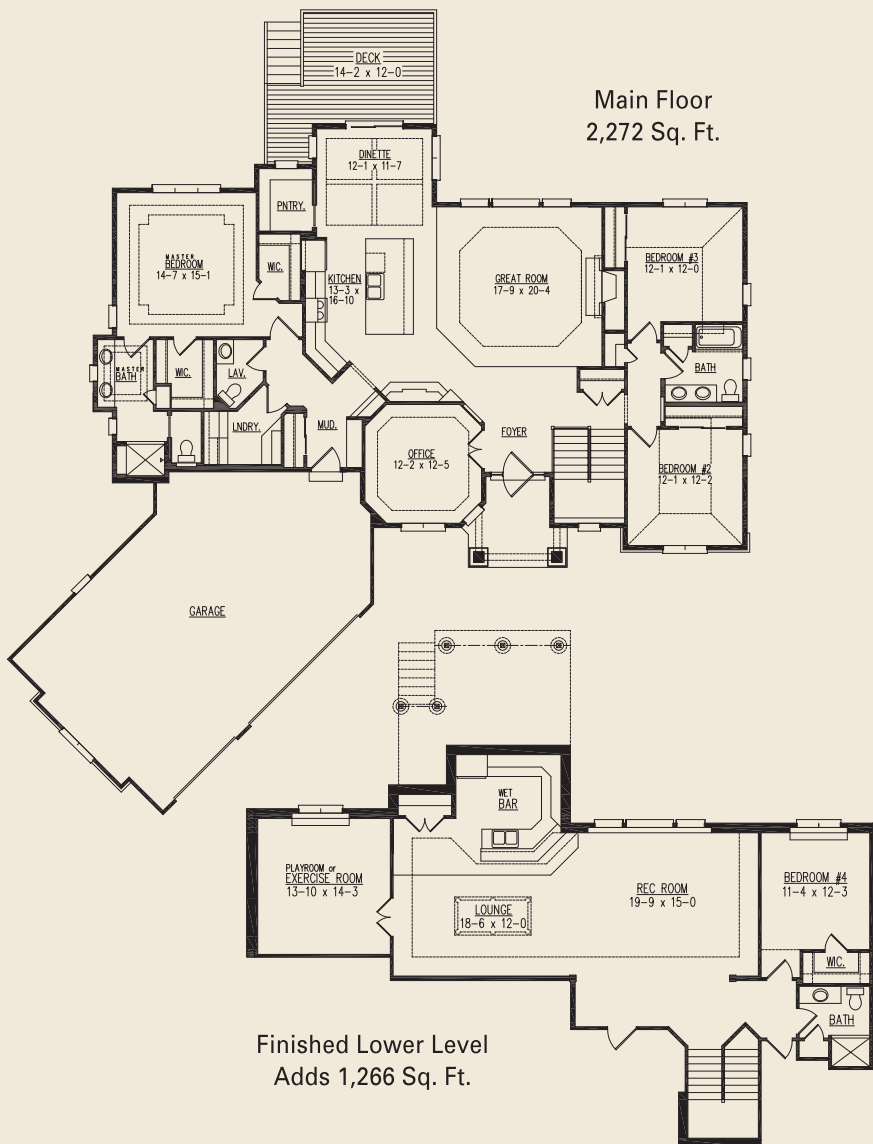 DECK
14-2 x 12-0
Main Floor
2,272 Sq. Ft.
DINETTE
12-1 x 11-7
PNTRY.
MASTER
BEDROOM
14-7 x 15-1
WIC.
KITCHEN
13-3 x
16-10
GREAT ROOM
17-9 x 20-4
BEDROOM #3
12-1 x 12-0
MASTER
BATH
WIC.
LAV.
BATH
LNDRY.
MUD.
OFFICE
12-2 x 12-5
FOYER
BEDROOM #2
12-1 x 12-2
GARAGE
WET
BAR
PLAYROOM or
EXERCISE ROOM
13-10 x 14-3
LOUNGE
18-6 x 12-0
REC ROOM
19-9 x 15-0
BEDROOM #4
11-4 x 12-3
WIC.
BATH
Finished Lower Level
Adds 1,266 Sq. Ft.